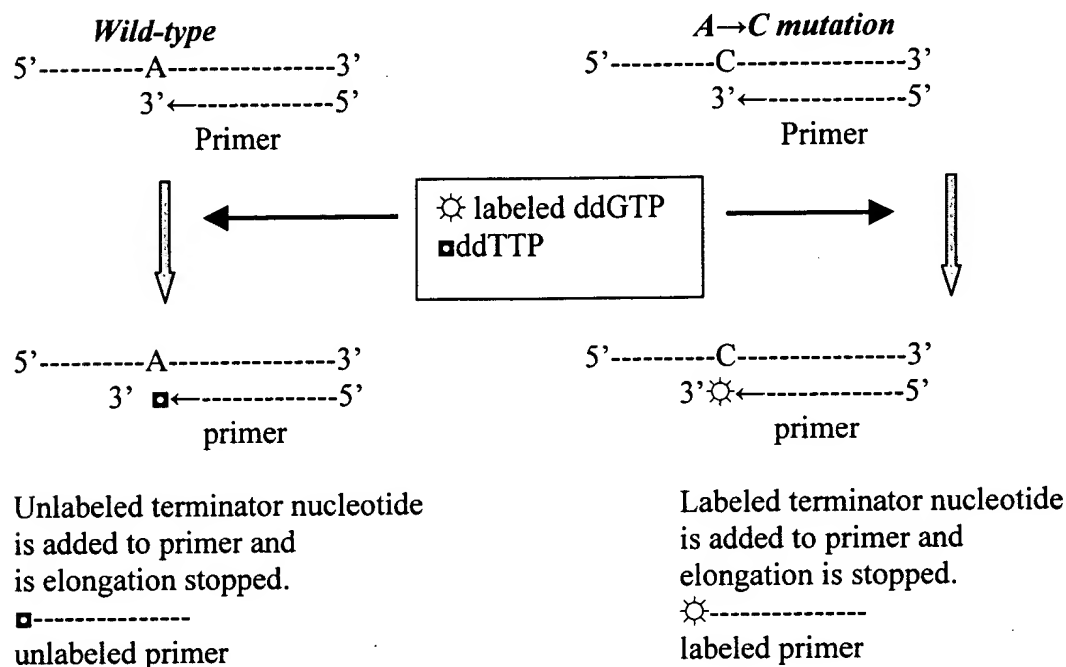 Wild-type
5'----------A----------------3'
3'←-------------5'
Primer
A→C mutation
5'----------C----------------3'
3'←-------------5'
Primer
☼ labeled ddGTP
◘ddTTP
5'----------A----------------3'
3' ◘←-------------5'
primer
5'----------C----------------3'
3'☼←-------------5'
primer
Unlabeled terminator nucleotide
is added to primer and
is elongation stopped.
◘---------------
unlabeled primer
Labeled terminator nucleotide
is added to primer and
elongation is stopped.
☼---------------
labeled primer